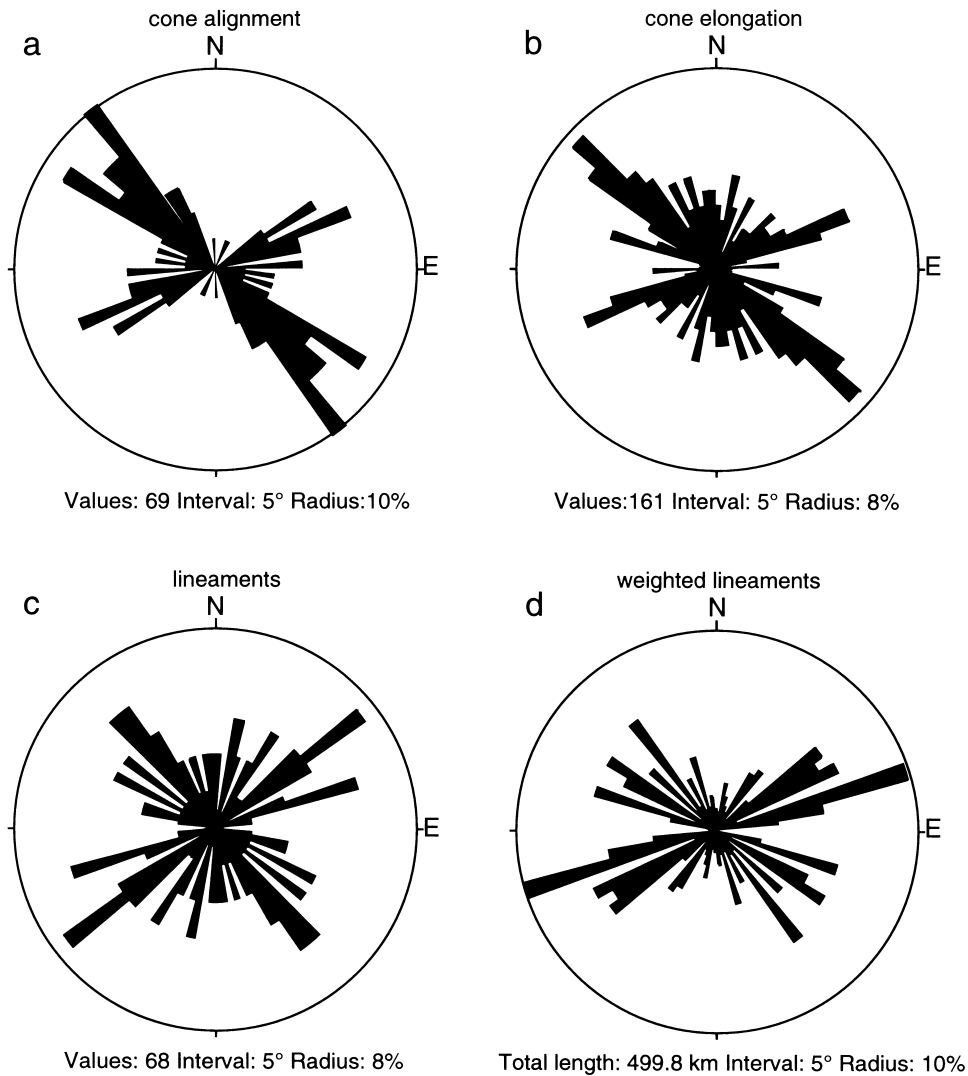 cone alignment
a
N
E
Values: 69 Interval: 5° Radius:10%
cone elongation
b
N
E
Values:161 Interval: 5° Radius: 8%
lineaments
c
N
E
Values: 68 Interval: 5° Radius: 8%
weighted lineaments
d
N
E
Total length: 499.8 km Interval: 5° Radius: 10%